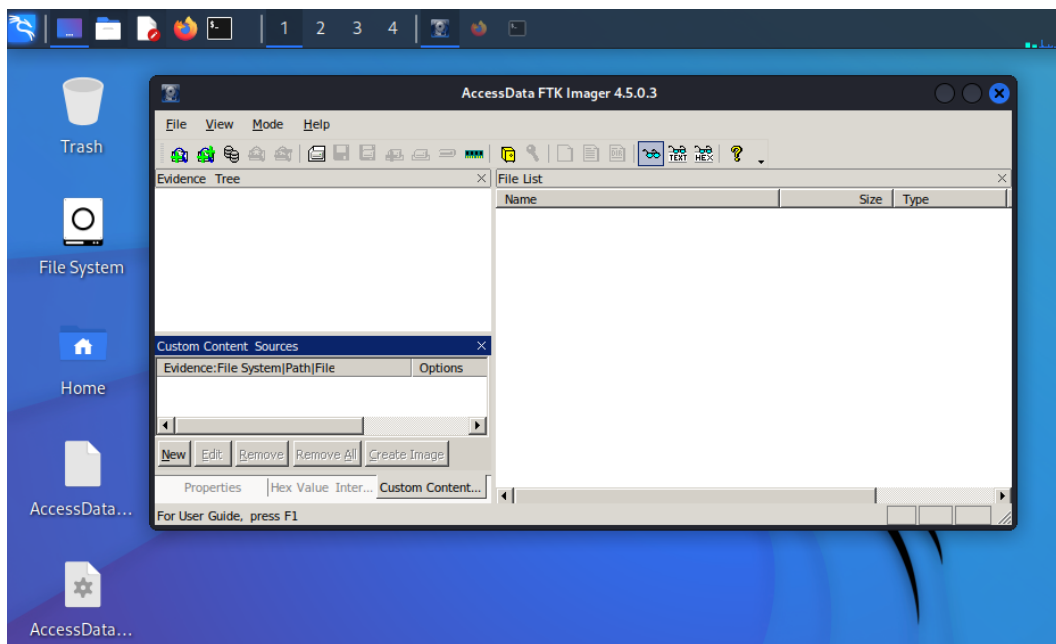 1 2 3 4
AccessData FTK Imager 4.5.0.3
File View Mode Help
TEXT HEX ?
Evidence Tree
File List
Name Size Type
Custom Content Sources
Evidence:File System|Path|File Options
New Edit Remove Remove All Create Image
Properties Hex Value Inter... Custom Content...
For User Guide, press F1
Trash
File System
Home
AccessData...
AccessData...